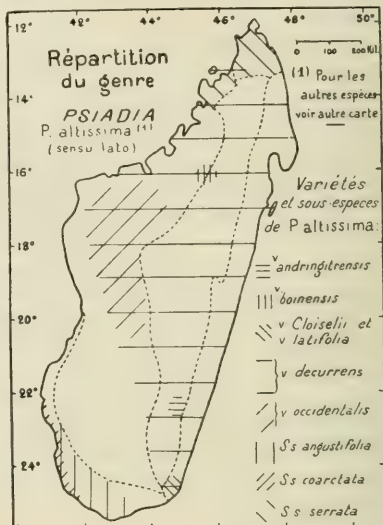 42° 44° 46° 48° 50°
12°
14°
16°
18°
20°
22°
24°
Répartition
du genre
PSIADIA
P. altissima (1)
(sensu lato)
0 100 200 Kil.
(1) Pour les
autres espèces
voir autre carte
Variétés
et sous-espèces
de P altissima:
v andringitrensis
v boinensis
v Cloiselii et
v latifolia
v decurrens
v occidentalis
Ss angustifolia
Ss coarctata
Ss serrata